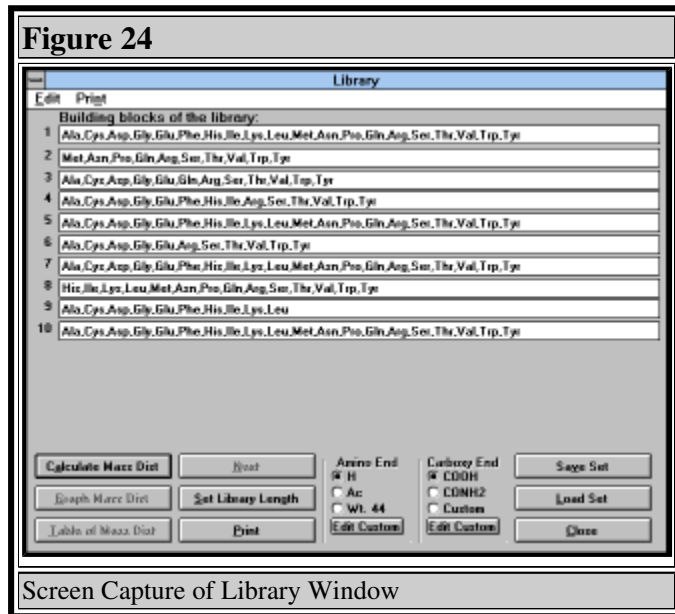 Figure 24
Library
Edit Print
Building blocks of the library:
1 Ala,Cys,Asp,Gly,Glu,Phe,His,Ile,Lys,Leu,Met,Asn,Pro,Gln,Arg,Ser,Thr,Val,Trp,Tyr
2 Met,Asn,Pro,Gln,Arg,Ser,Thr,Val,Trp,Tyr
3 Ala,Cys,Asp,Gly,Glu,Gln,Arg,Ser,Thr,Val,Trp,Tyr
4 Ala,Cys,Asp,Gly,Glu,Phe,His,Ile,Arg,Ser,Thr,Val,Trp,Tyr
5 Ala,Cys,Asp,Gly,Glu,Phe,His,Ile,Lys,Leu,Met,Asn,Pro,Gln,Arg,Ser,Thr,Val,Trp,Tyr
6 Ala,Cys,Asp,Gly,Glu,Arg,Ser,Thr,Val,Trp,Tyr
7 Ala,Cys,Asp,Gly,Glu,Phe,His,Ile,Lys,Leu,Met,Asn,Pro,Gln,Arg,Ser,Thr,Val,Trp,Tyr
8 His,Ile,Lys,Leu,Met,Asn,Pro,Gln,Arg,Ser,Thr,Val,Trp,Tyr
9 Ala,Cys,Asp,Gly,Glu,Phe,His,Ile,Lys,Leu
10 Ala,Cys,Asp,Gly,Glu,Phe,His,Ile,Lys,Leu,Met,Asn,Pro,Gln,Arg,Ser,Thr,Val,Trp,Tyr
Calculate Mass Dist
Next
Amino End
Carboxy End
Save Set
H
COOH
Graph Mass Dist
Set Library Length
Ac
CONH2
Load Set
Wt. 44
Custom
Table of Mass Dist
Print
Edit Custom
Edit Custom
Close
Screen Capture of Library Window